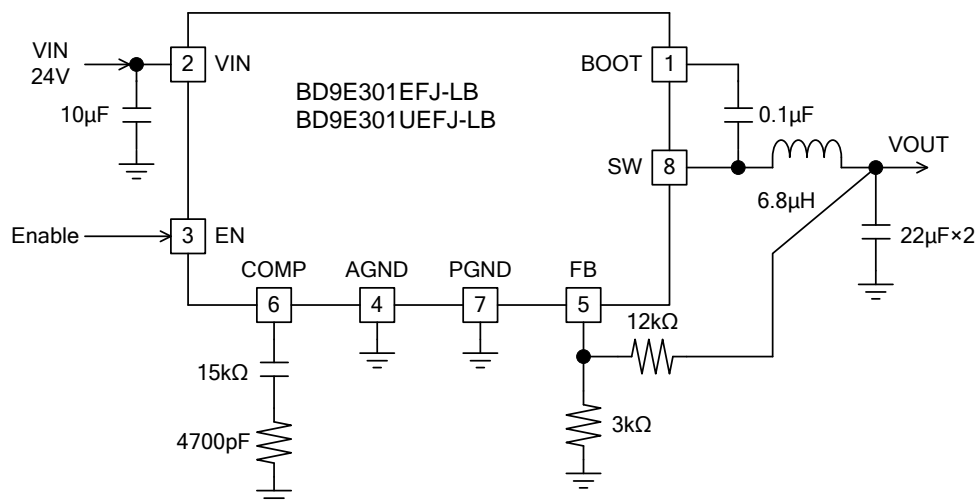 VIN
24V
2
VIN
10µF
BD9E301EFJ-LB
BD9E301UEFJ-LB
BOOT
1
0.1µF
SW
8
VOUT
6.8µH
22µF×2
Enable
3
EN
COMP
AGND
PGND
FB
6
4
7
5
12kΩ
15kΩ
3kΩ
4700pF